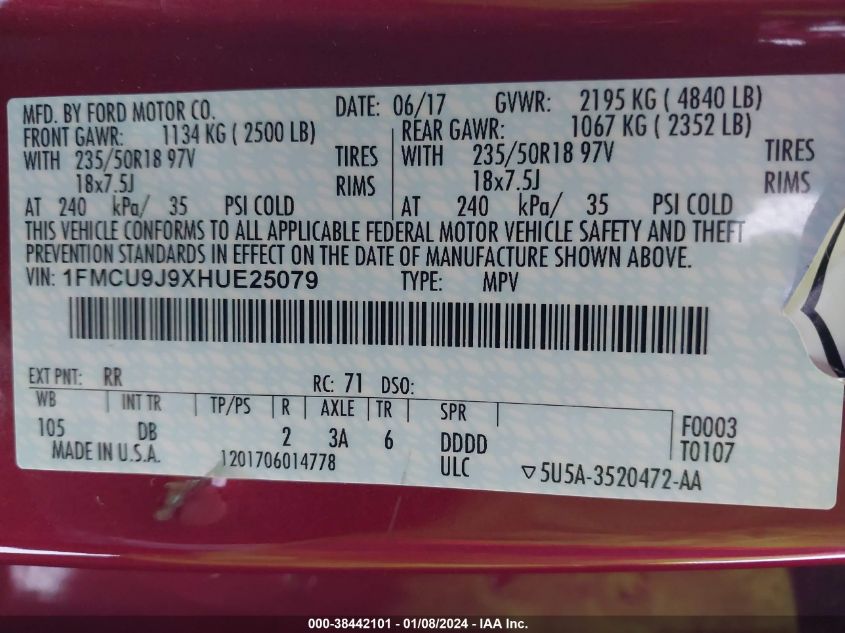 MFD. BY FORD MOTOR CO. DATE: 06/17 GVWR: 2195 KG ( 4840 LB)
FRONT GAWR: 1134 KG ( 2500 LB) REAR GAWR: 1067 KG ( 2352 LB)
WITH 235/50R18 97V TIRES WITH 235/50R18 97V TIRES
18x7.5J RIMS 18x7.5J RIMS
AT 240 kPa/ 35 PSI COLD AT 240 kPa/ 35 PSI COLD
THIS VEHICLE CONFORMS TO ALL APPLICABLE FEDERAL MOTOR VEHICLE SAFETY AND THEFT
PREVENTION STANDARDS IN EFFECT ON THE DATE OF MANUFACTURE SHOWN ABOVE.
VIN: 1FMCU9J9XHUE25079 TYPE: MPV
EXT PNT: RR RC: 71 DSO:
WB INT TR TP/PS R AXLE TR SPR
105 DB 2 3A 6 DDDD F0003
MADE IN U.S.A. 1201706014778 ULC T0107
▽5U5A-3520472-AA
000-38442101 - 01/08/2024 - IAA Inc.